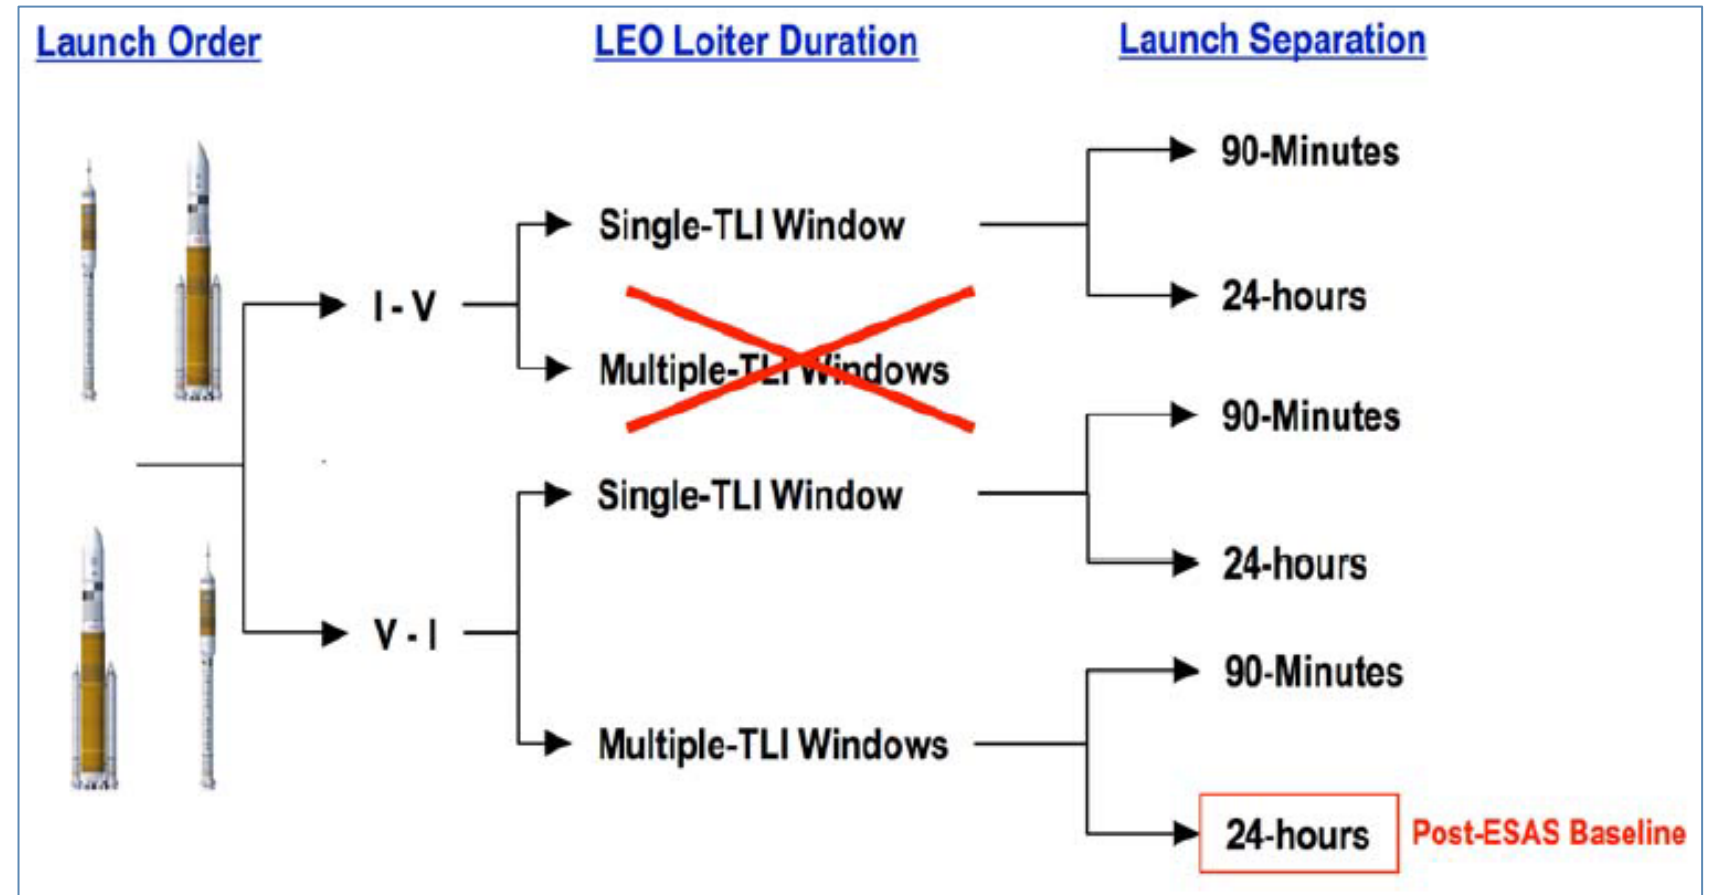 Launch Order
LEO Loiter Duration
Launch Separation
90-Minutes
Single-TLI Window
24-hours
I - V
Multiple-TLI Windows
90-Minutes
Single-TLI Window
24-hours
V - I
90-Minutes
Multiple-TLI Windows
24-hours
Post-ESAS Baseline